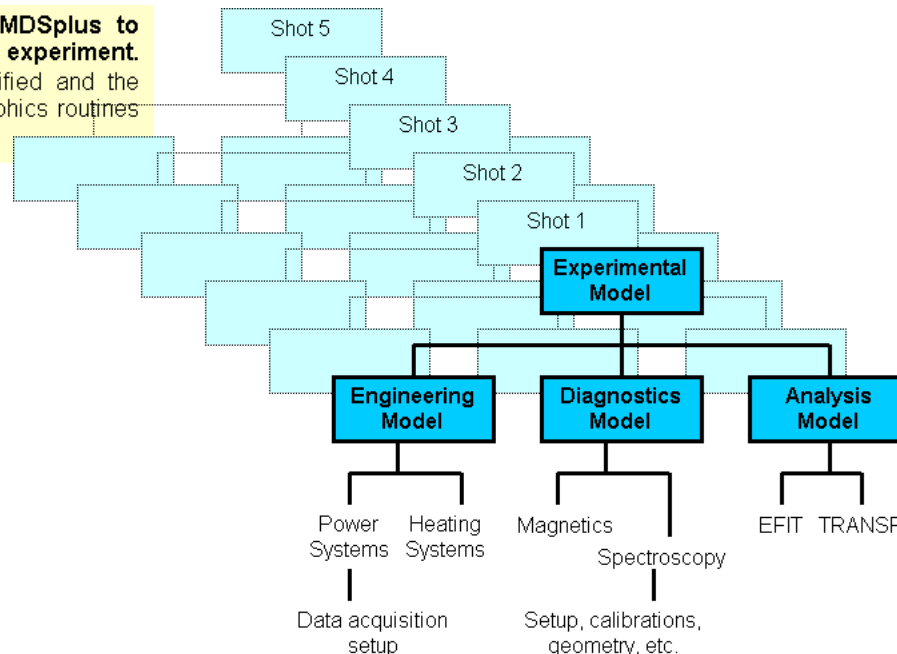 MDSplus to
experiment.
ified and the
phics routines
Shot 5
Shot 4
Shot 3
Shot 2
Shot 1
Experimental
Model
Engineering
Model
Diagnostics
Model
Analysis
Model
Power
Systems
Heating
Systems
Magnetics
Spectroscopy
EFIT
TRANSP
Data acquisition
setup
Setup, calibrations,
geometry, etc.